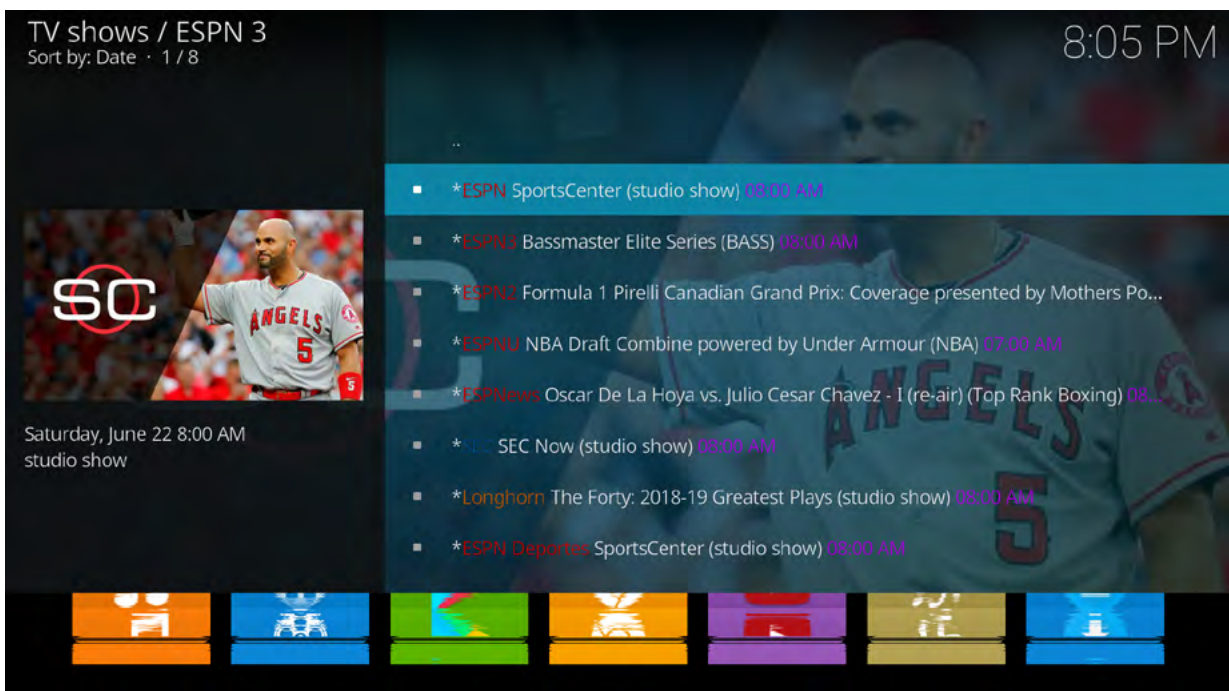 TV shows / ESPN 3
Sort by: Date · 1 / 8
8:05 PM
..
*ESPN SportsCenter (studio show) 08:00 AM
*ESPN3 Bassmaster Elite Series (BASS) 08:00 AM
*ESPN2 Formula 1 Pirelli Canadian Grand Prix: Coverage presented by Mothers Po...
*ESPNU NBA Draft Combine powered by Under Armour (NBA) 07:00 AM
*ESPNews Oscar De La Hoya vs. Julio Cesar Chavez - I (re-air) (Top Rank Boxing) 08...
*SEC SEC Now (studio show) 08:00 AM
*Longhorn The Forty: 2018-19 Greatest Plays (studio show) 08:00 AM
*ESPN Deportes SportsCenter (studio show) 08:00 AM
SC
ANGELS
5
5
Saturday, June 22 8:00 AM
studio show
ANGELS
5